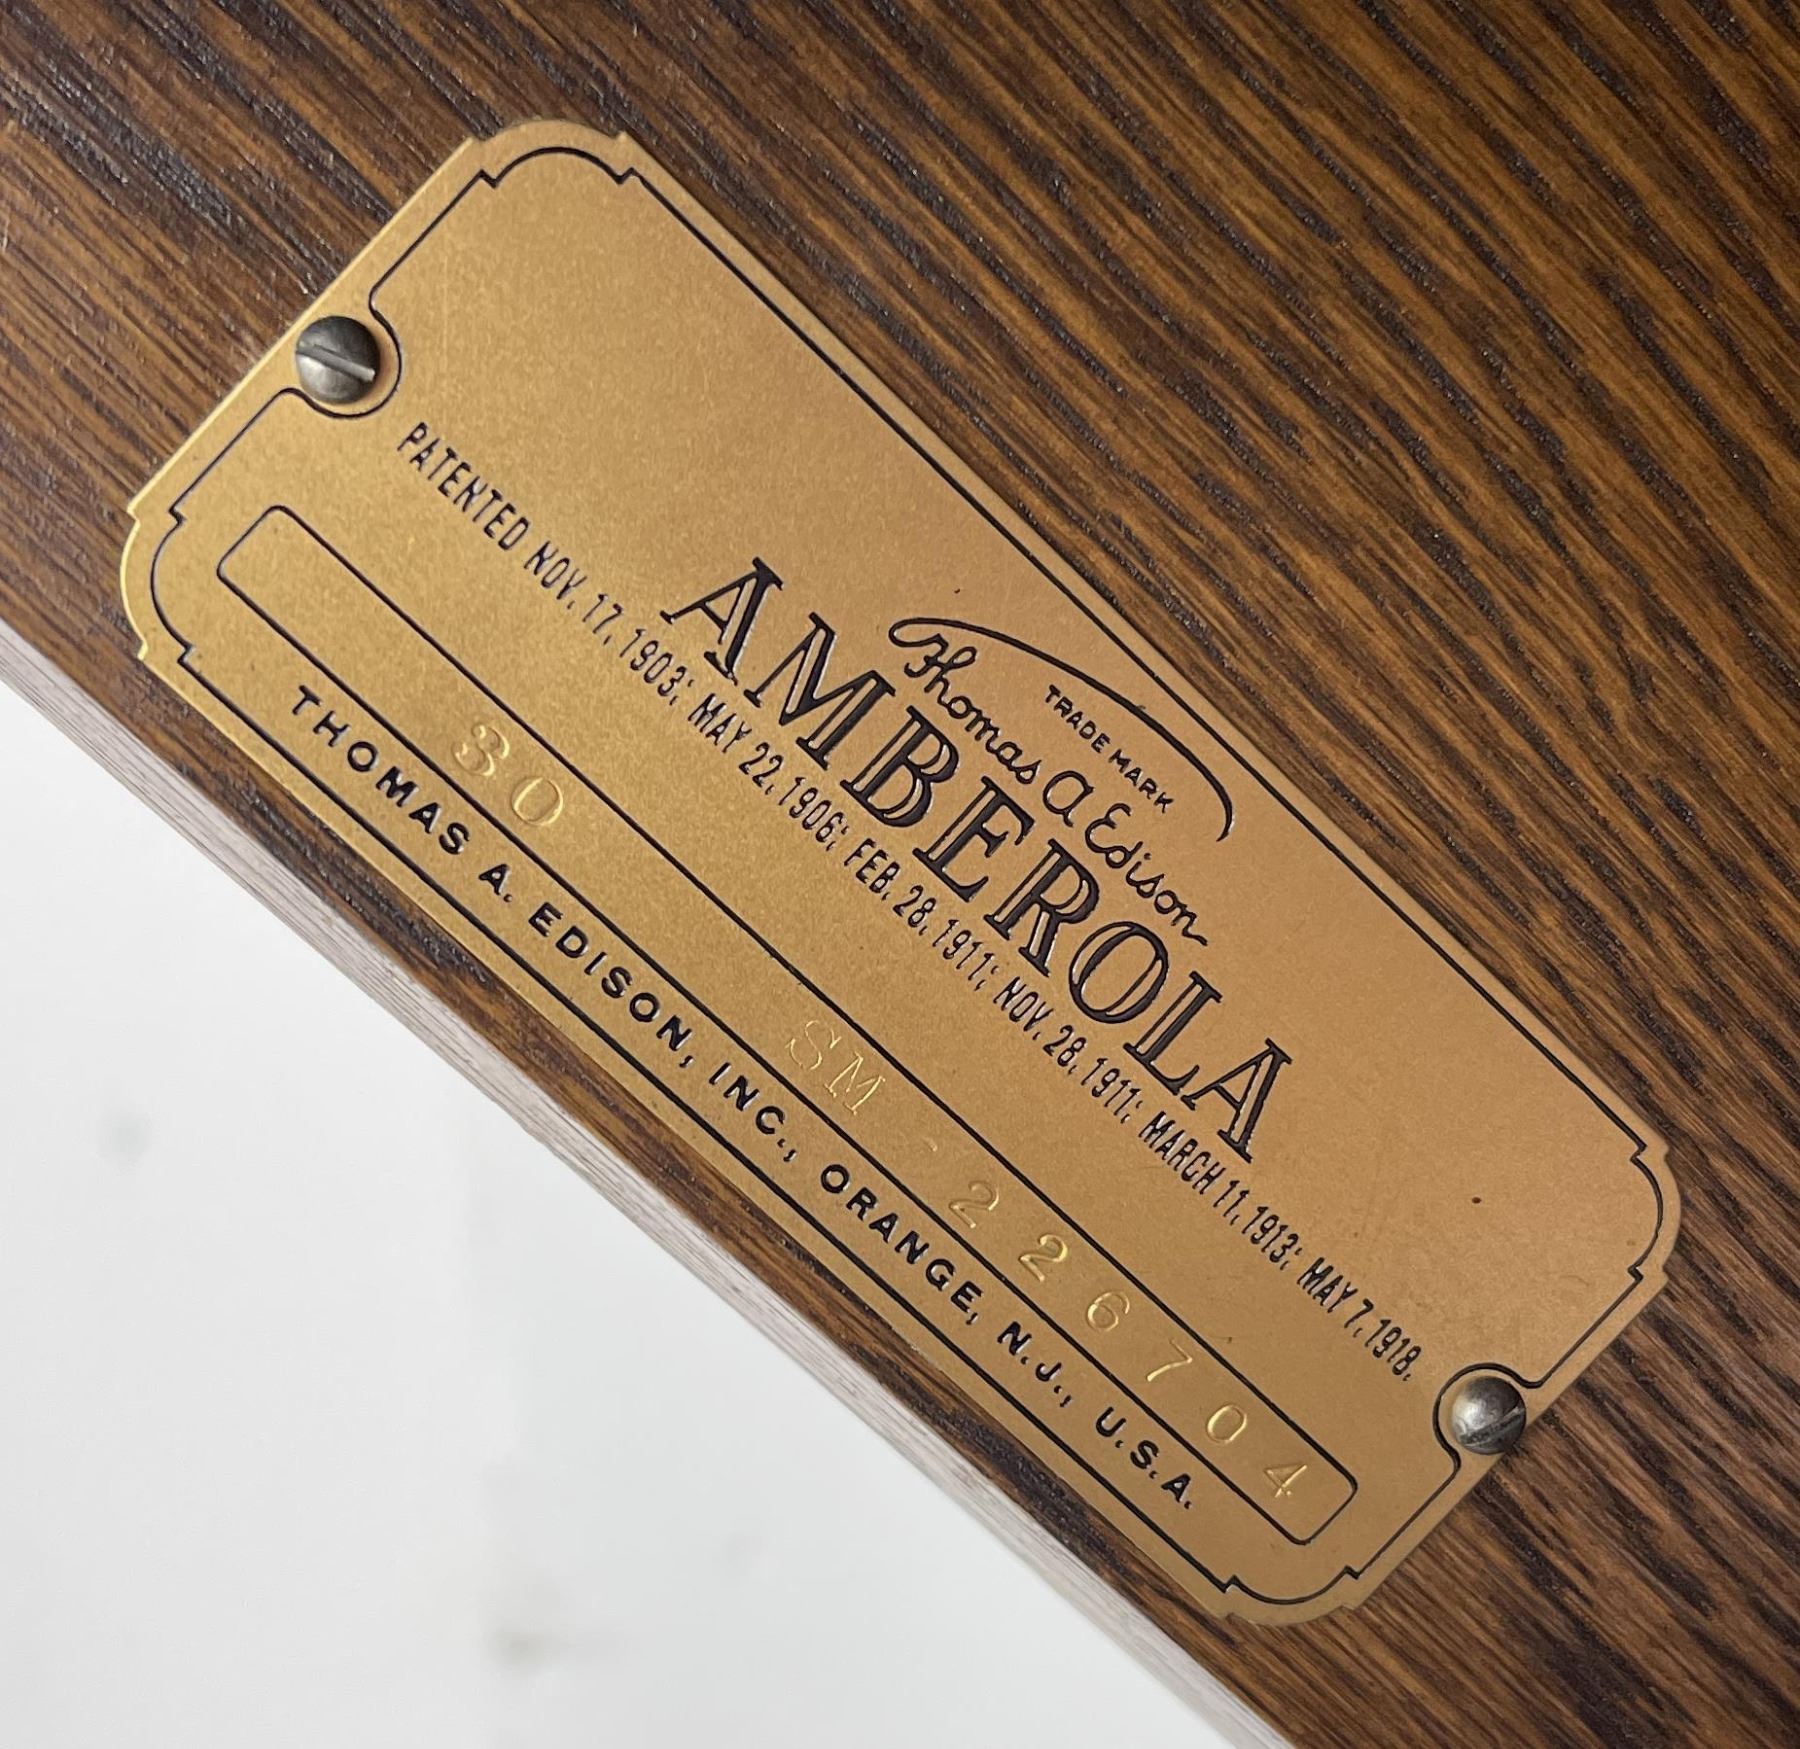 TRADE MARK
Thomas A Edison
AMBEROLA
PATENTED NOV. 17, 1903; MAY 22, 1906; FEB. 28, 1911; NOV. 28, 1911; MARCH 11, 1913; MAY 7, 1918.
30 SM - 226704
THOMAS A. EDISON, INC., ORANGE, N.J., U.S.A.